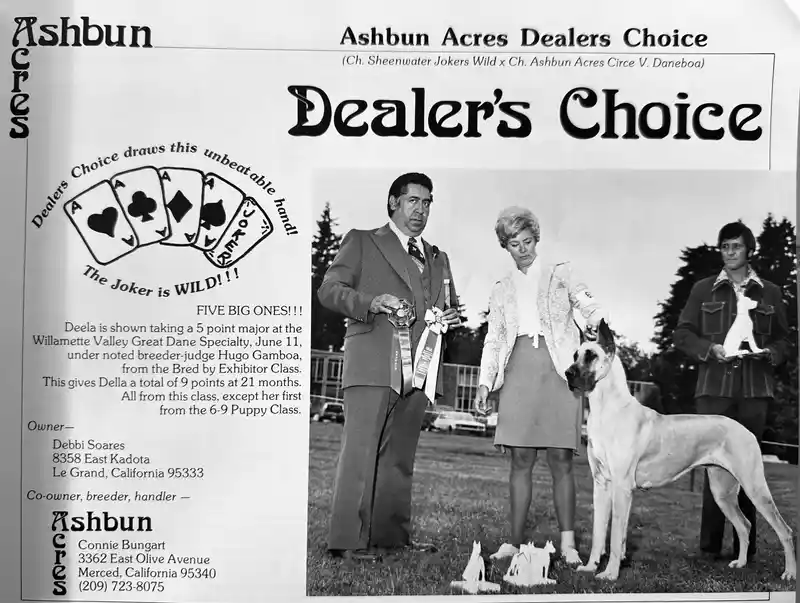 Ashbun
Acres
Ashbun Acres Dealers Choice
(Ch. Sheenwater Jokers Wild x Ch. Ashbun Acres Circe V. Daneboa)
Dealer's Choice
Dealers Choice draws this unbeatable hand!
A
A
A
A
A
A
JOKER
The Joker is WILD!!!
FIVE BIG ONES!!!
Deela is shown taking a 5 point major at the
Willamette Valley Great Dane Specialty, June 11,
under noted breeder-judge Hugo Gamboa,
from the Bred by Exhibitor Class.
This gives Della a total of 9 points at 21 months.
All from this class, except her first
from the 6-9 Puppy Class.
Owner—
Debbi Soares
8358 East Kadota
Le Grand, California 95333
Co-owner, breeder, handler —
Ashbun
Acres
Connie Bungart
3362 East Olive Avenue
Merced, California 95340
(209) 723-8075